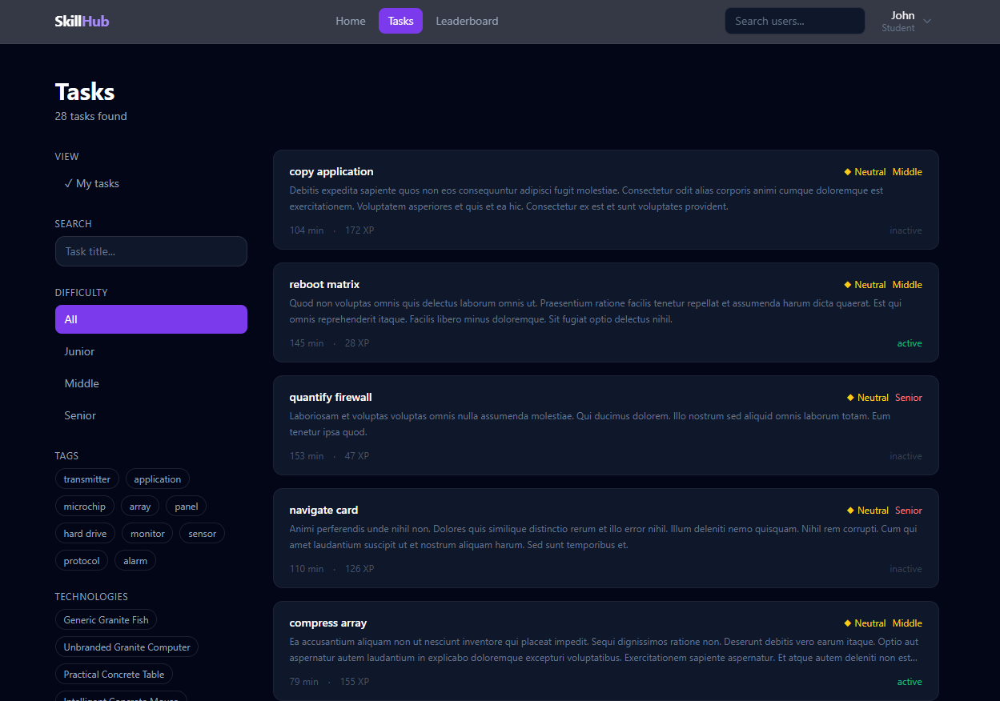 SkillHub
Home
Tasks
Leaderboard
Search users...
John
Student
Tasks
28 tasks found
VIEW
✓ My tasks
SEARCH
Task title...
DIFFICULTY
All
Junior
Middle
Senior
TAGS
transmitter
application
microchip
array
panel
hard drive
monitor
sensor
protocol
alarm
TECHNOLOGIES
Generic Granite Fish
Unbranded Granite Computer
Practical Concrete Table
Intelligent Concrete Mouse
copy application
◆ Neutral Middle
Debitis expedita sapiente quos non eos consequuntur adipisci fugit molestiae. Consectetur odit alias corporis animi cumque doloremque est
exercitationem. Voluptatem asperiores et quis et ea hic. Consectetur ex est et sunt voluptates provident.
104 min · 172 XP
inactive
reboot matrix
◆ Neutral Middle
Quod non voluptas omnis quis delectus laborum omnis ut. Praesentium ratione facilis tenetur repellat et assumenda harum dicta quaerat. Est qui
omnis reprehenderit itaque. Facilis libero minus doloremque. Sit fugiat optio delectus nihil.
145 min · 28 XP
active
quantify firewall
◆ Neutral Senior
Laboriosam et voluptas voluptas omnis nulla assumenda molestiae. Qui ducimus dolorem. Illo nostrum sed aliquid omnis laborum totam. Eum
tenetur ipsa quod.
153 min · 47 XP
inactive
navigate card
◆ Neutral Senior
Animi perferendis unde nihil non. Dolores quis similique distinctio rerum et illo error nihil. Illum deleniti nemo quisquam. Nihil rem corrupti. Cum qui
amet laudantium suscipit ut et nostrum aliquam harum. Sed sunt temporibus et.
110 min · 126 XP
inactive
compress array
◆ Neutral Middle
Ea accusantium aliquam non ut nesciunt inventore qui placeat impedit. Sequi dignissimos ratione non. Deserunt debitis vero earum itaque. Optio aut
aspernatur autem laudantium in explicabo doloremque excepturi voluptatibus. Exercitationem sapiente aspernatur. Et atque autem deleniti non est...
79 min · 155 XP
active